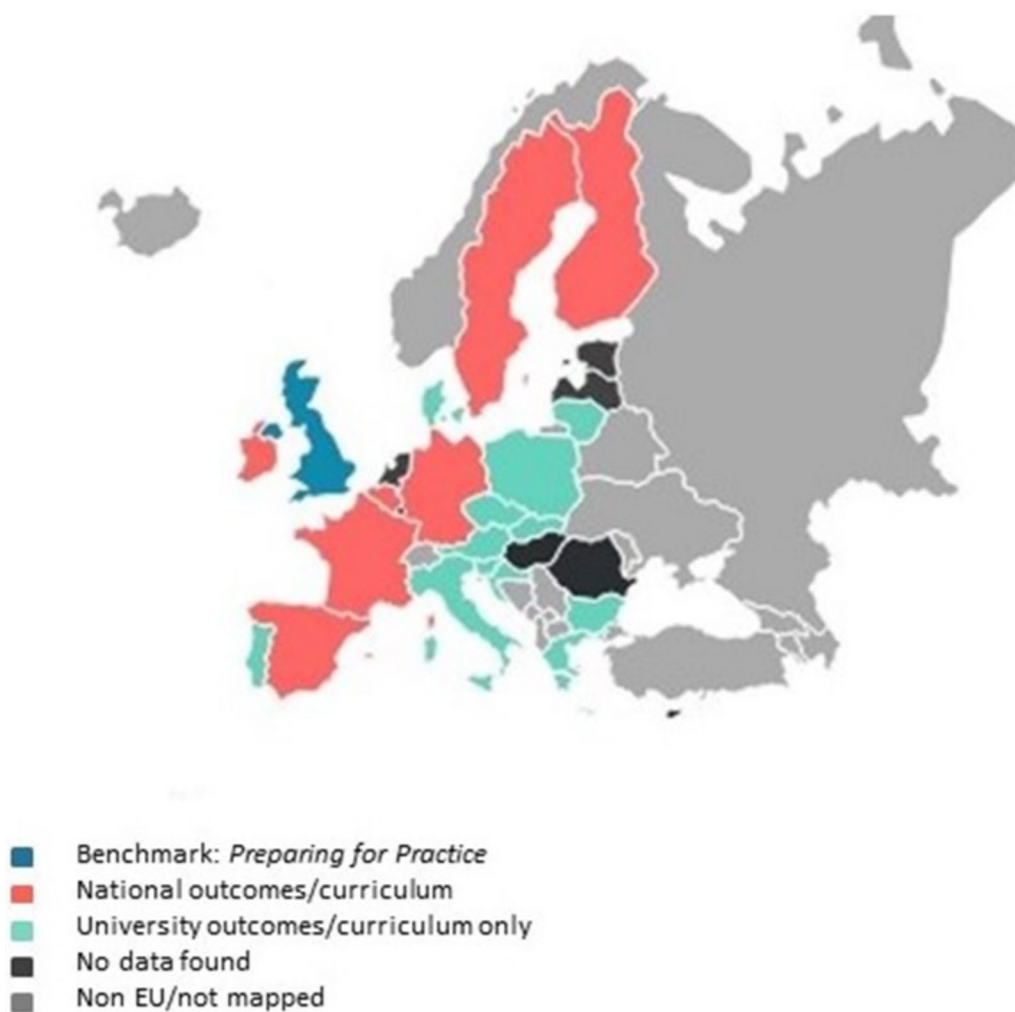 Benchmark: Preparing for Practice
National outcomes/curriculum
University outcomes/curriculum only
No data found
Non EU/not mapped